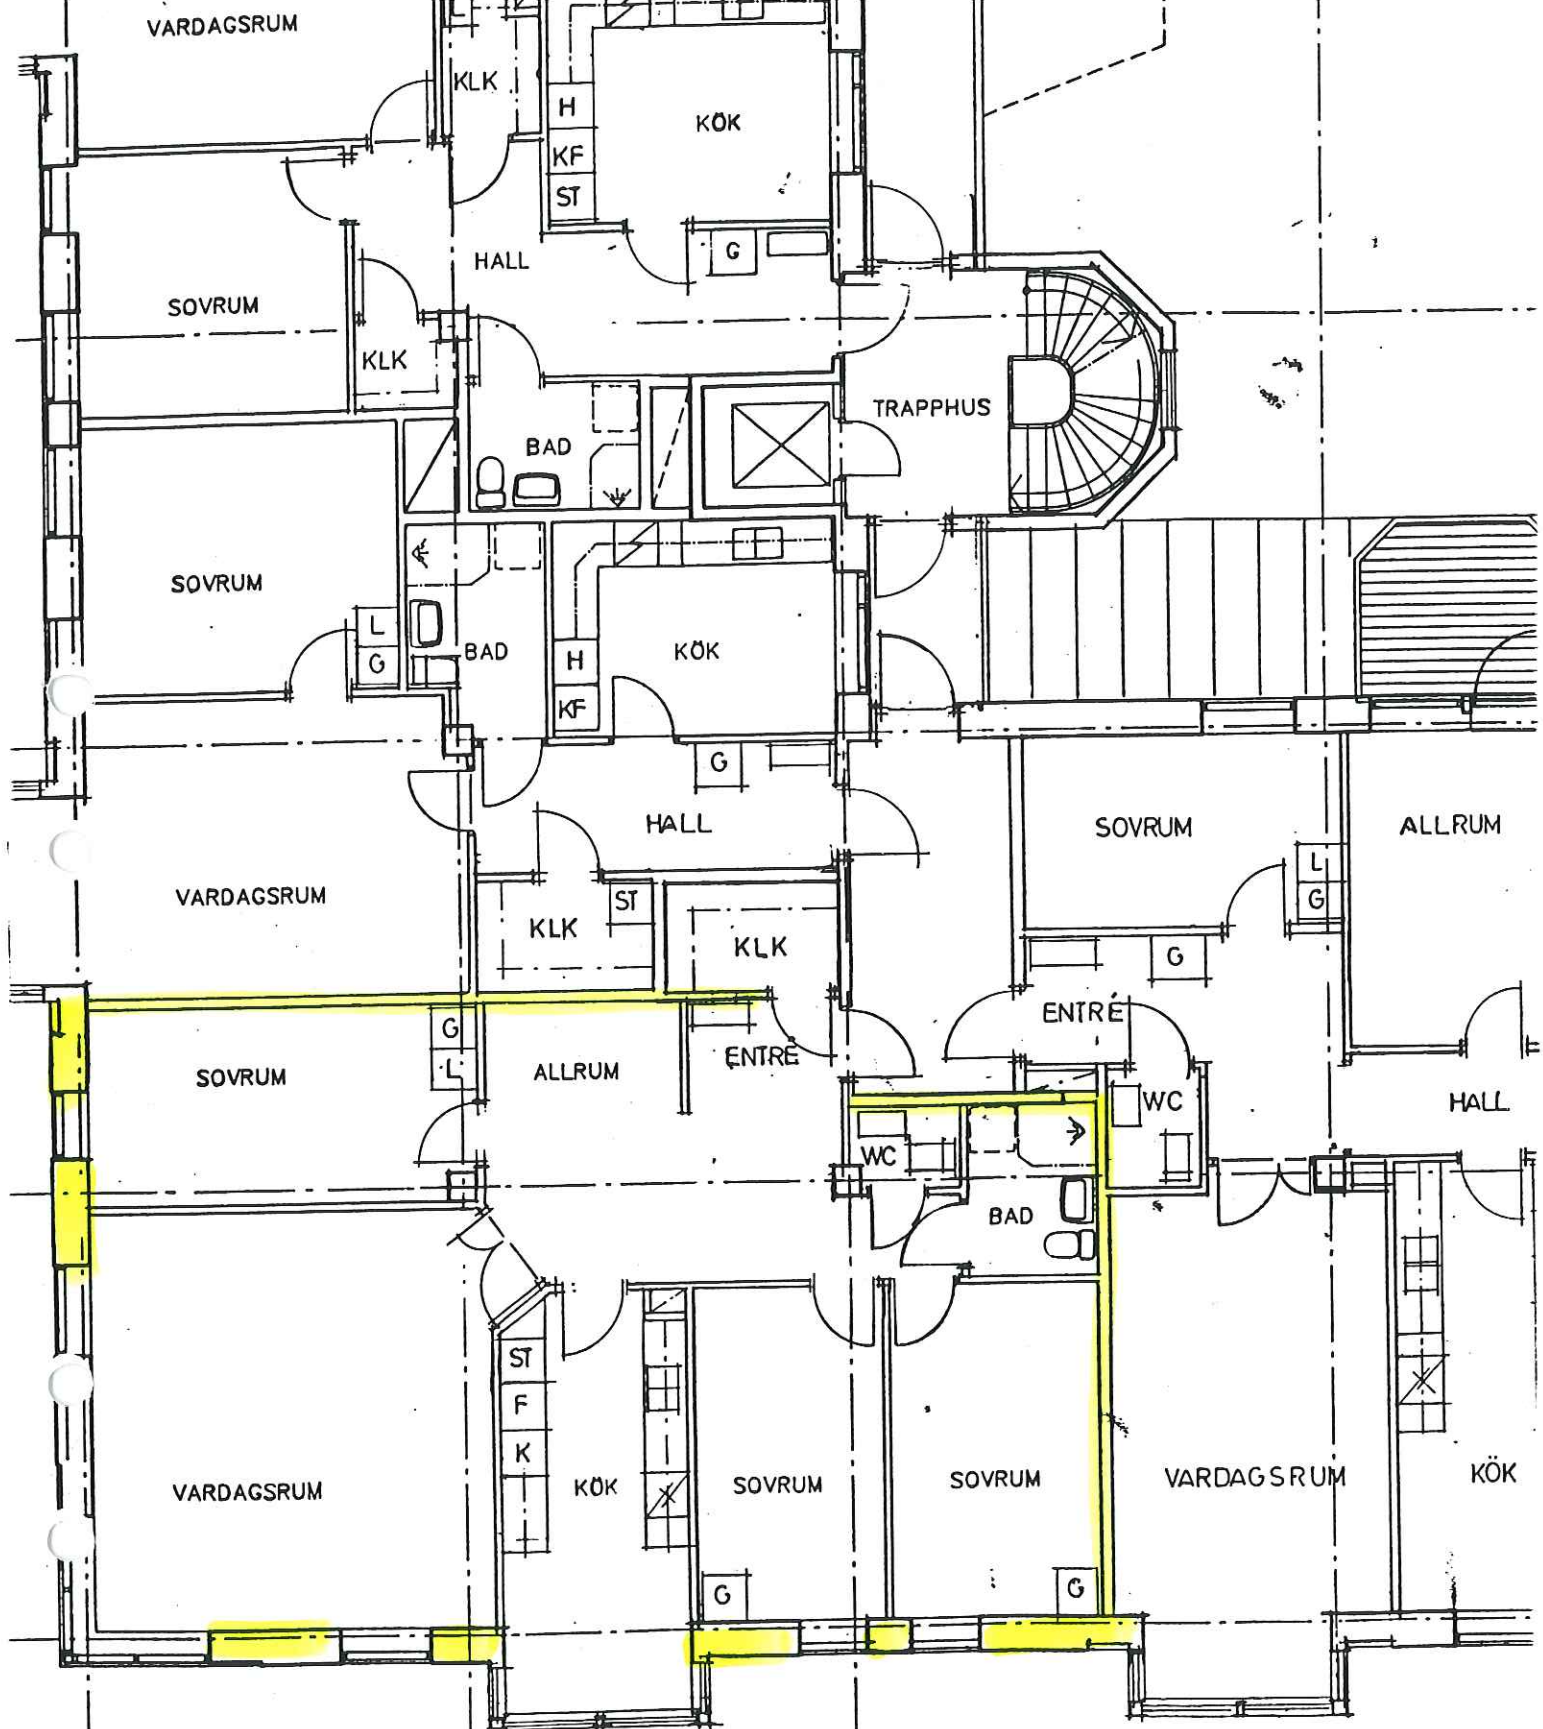 VARDAGSRUM
KLK
H
KÖK
KF
ST
HALL
G
SOVRUM
KLK
TRAPPHUS
BAD
SOVRUM
L
G
BAD
H
KÖK
KF
G
HALL
SOVRUM
ALLRUM
L
G
VARDAGSRUM
ST
KLK
KLK
G
ENTRÉ
G
L
SOVRUM
ALLRUM
ENTRÉ
WC
HALL
WC
BAD
ST
F
K
VARDAGSRUM
KÖK
SOVRUM
SOVRUM
VARDAGSRUM
KÖK
G
G